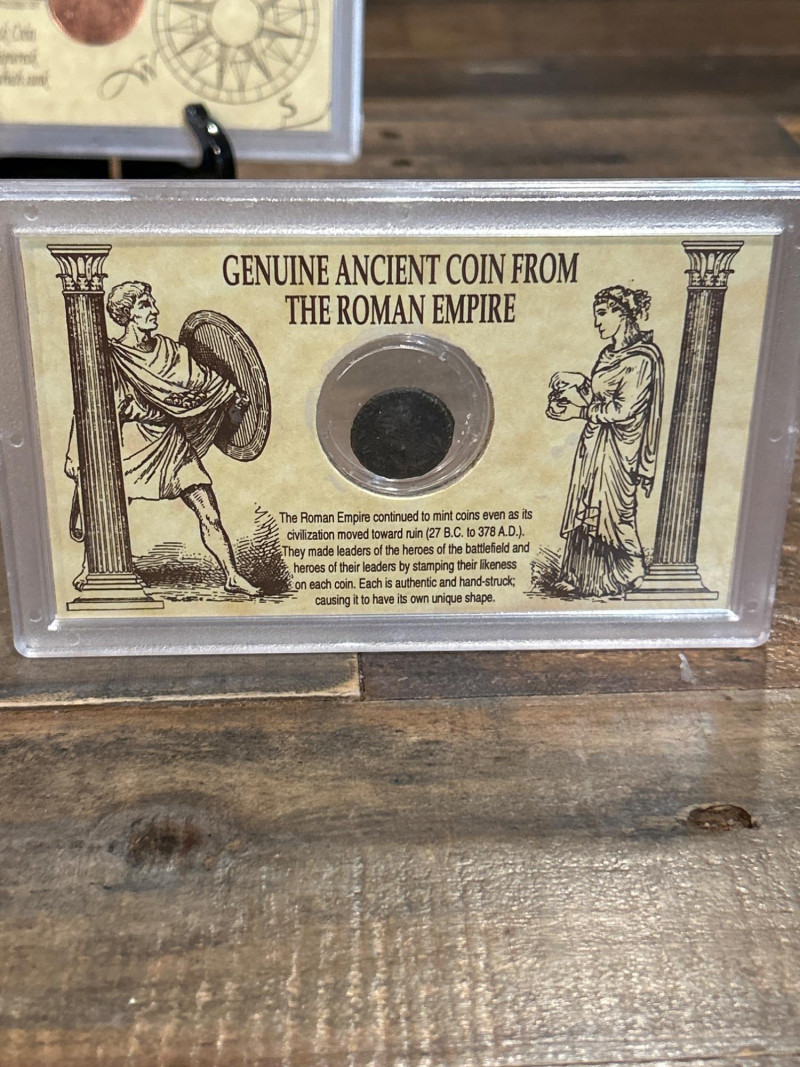 Coin
W
S
GENUINE ANCIENT COIN FROM
THE ROMAN EMPIRE
The Roman Empire continued to mint coins even as its
civilization moved toward ruin (27 B.C. to 378 A.D.).
They made leaders of the heroes of the battlefield and
heroes of their leaders by stamping their likeness
on each coin. Each is authentic and hand-struck;
causing it to have its own unique shape.